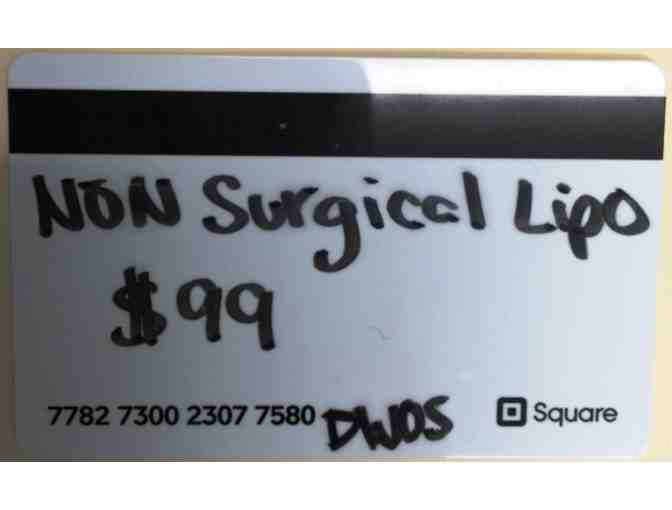 NON Surgical Lipo
$99
7782 7300 2307 7580 DWOS Square